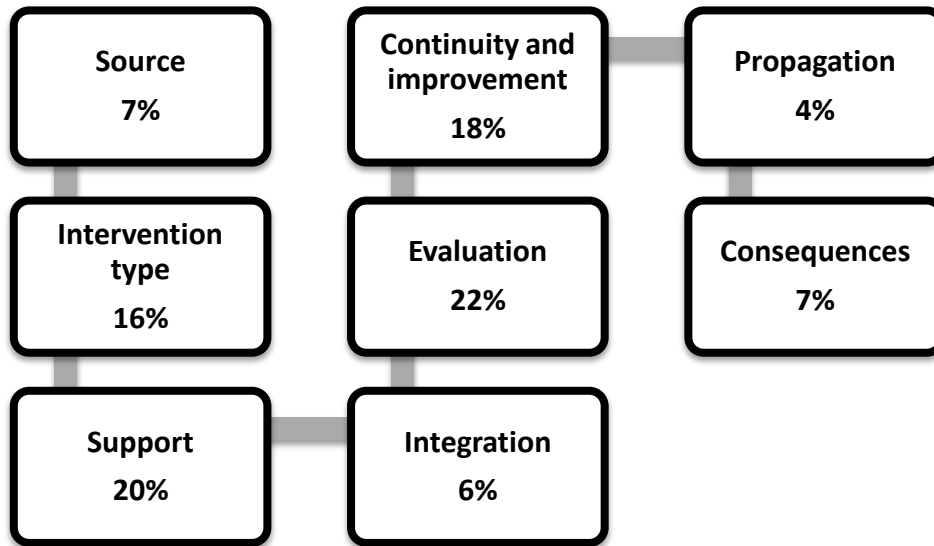 Source
7%
Intervention
type
16%
Support
20%
Integration
6%
Evaluation
22%
Continuity and
improvement
18%
Propagation
4%
Consequences
7%